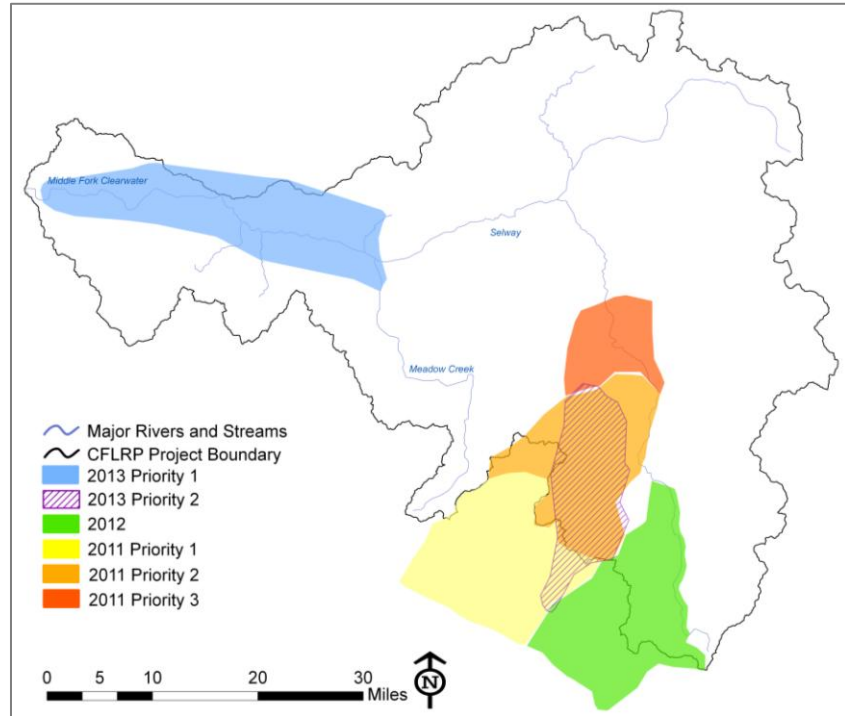 Middle Fork Clearwater
Selway
Meadow Creek
Major Rivers and Streams
CFLRP Project Boundary
2013 Priority 1
2013 Priority 2
2012
2011 Priority 1
2011 Priority 2
2011 Priority 3
0 5 10 20 30
Miles
N